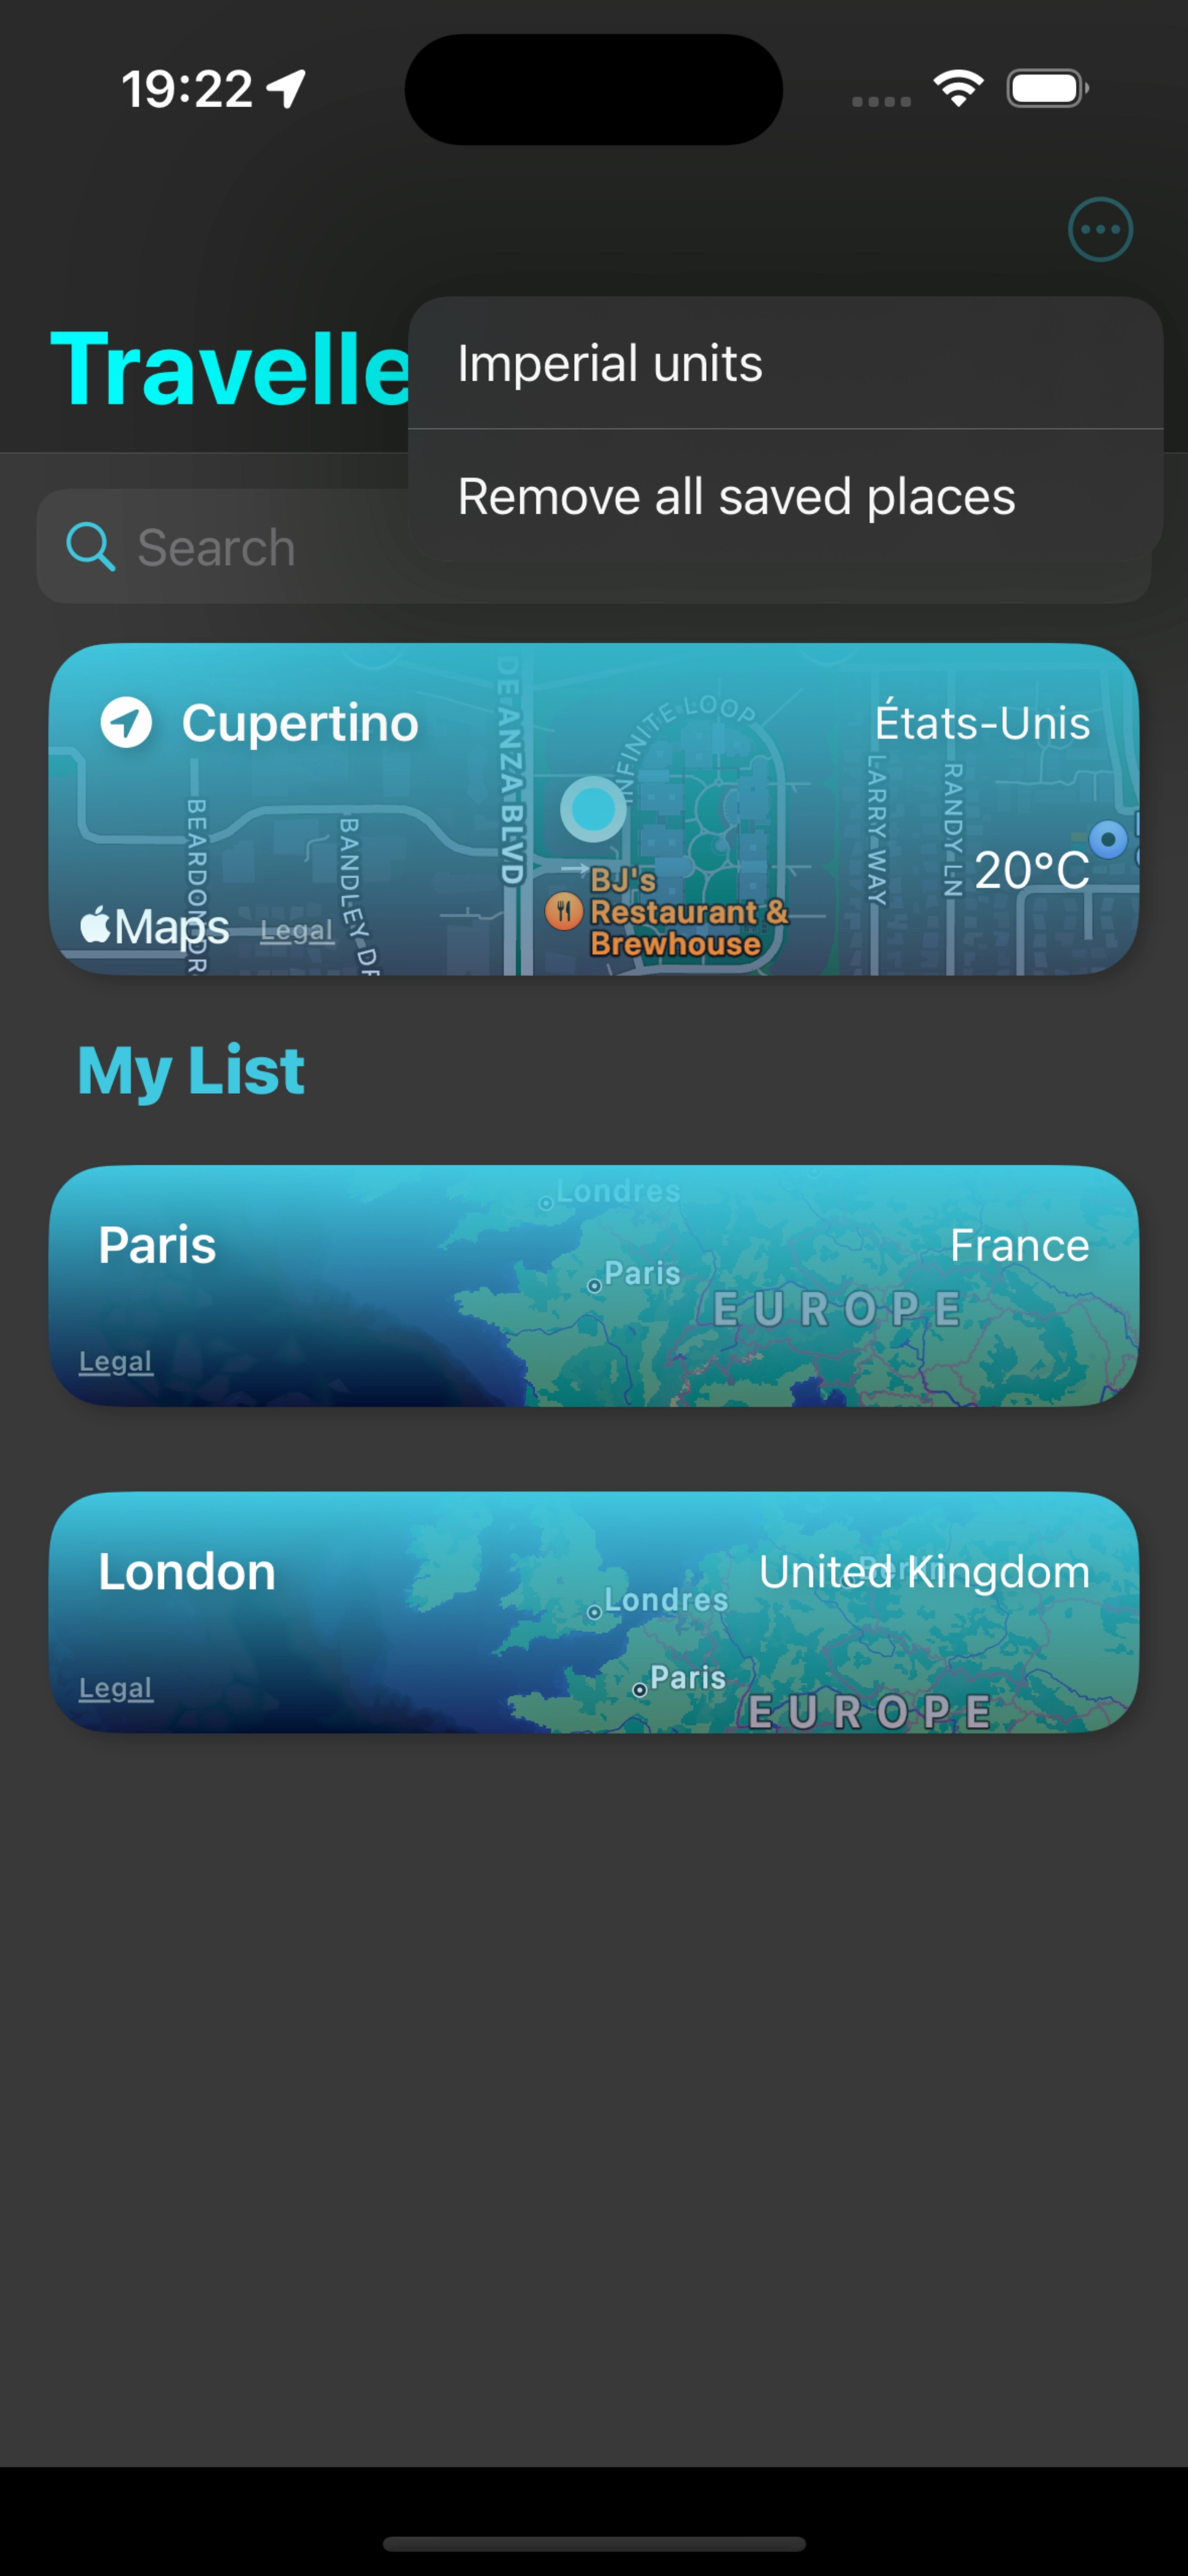 19:22
Travelle
Imperial units
Remove all saved places
Search
Cupertino
États-Unis
20°C
DE ANZA BLVD
INFINITE LOOP
BEARDON DR
BANDLEY DR
LARRY WAY
RANDY LN
BJ's
Restaurant &
Brewhouse
Maps
Legal
My List
Paris
France
Londres
Paris
EUROPE
Legal
London
United Kingdom
Berlin
Londres
Paris
EUROPE
Legal